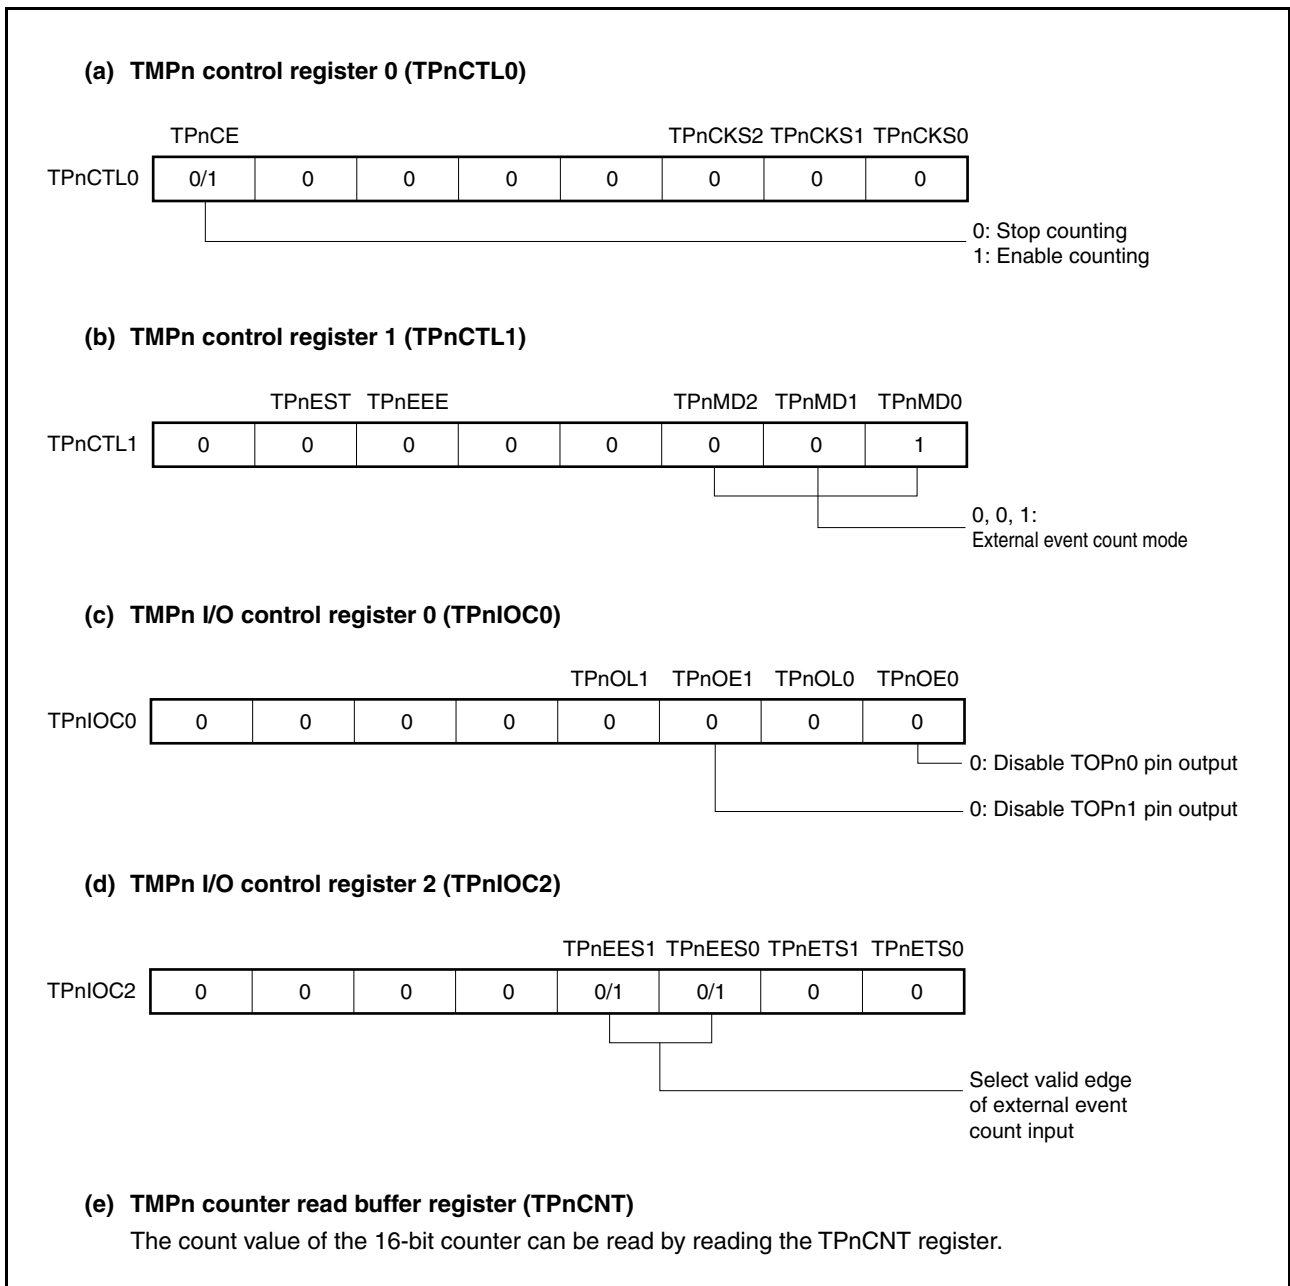 (a) TMPn control register 0 (TPnCTL0)
TPnCE TPnCKS2 TPnCKS1 TPnCKS0
TPnCTL0 0/1 0 0 0 0 0 0 0
0: Stop counting
1: Enable counting
(b) TMPn control register 1 (TPnCTL1)
TPnEST TPnEEE TPnMD2 TPnMD1 TPnMD0
TPnCTL1 0 0 0 0 0 0 0 1
0, 0, 1:
External event count mode
(c) TMPn I/O control register 0 (TPnIOC0)
TPnOL1 TPnOE1 TPnOL0 TPnOE0
TPnIOC0 0 0 0 0 0 0 0 0
0: Disable TOPn0 pin output
0: Disable TOPn1 pin output
(d) TMPn I/O control register 2 (TPnIOC2)
TPnEES1 TPnEES0 TPnETS1 TPnETS0
TPnIOC2 0 0 0 0 0/1 0/1 0 0
Select valid edge
of external event
count input
(e) TMPn counter read buffer register (TPnCNT)
The count value of the 16-bit counter can be read by reading the TPnCNT register.